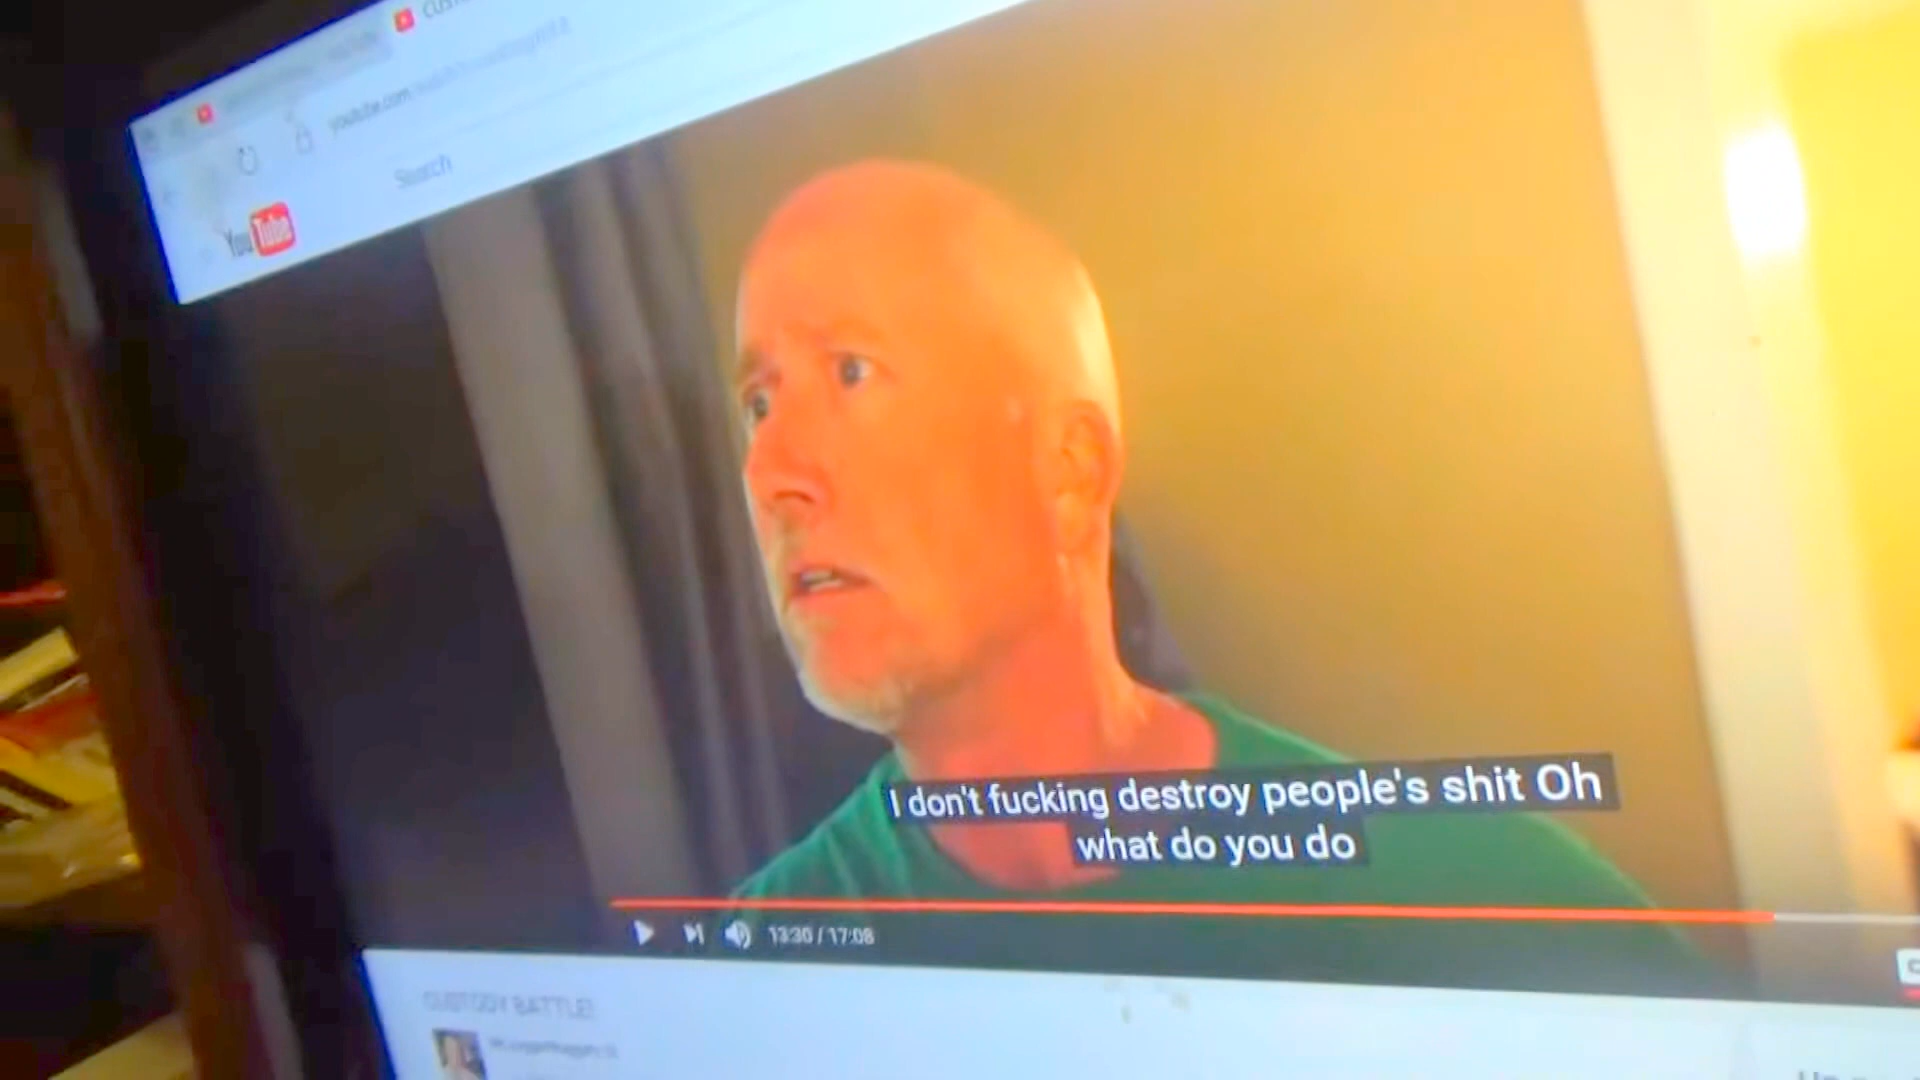 CUST
youtube.com
Search
YouTube
I don't fucking destroy people's shit Oh
what do you do
13:30 / 17:08
CUSTODY BATTLE!